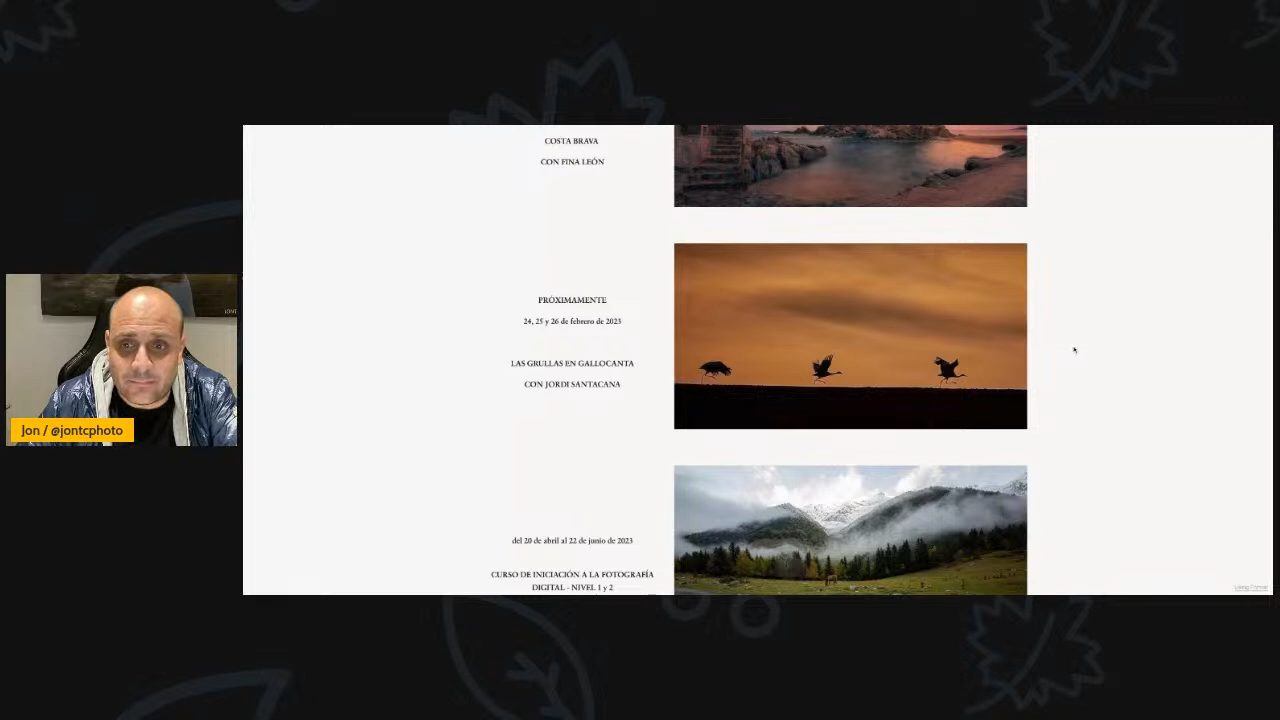 COSTA BRAVA
CON FINA LEÓN
PRÓXIMAMENTE
24, 25 y 26 de febrero de 2023
LAS GRULLAS EN GALLOCANTA
CON JORDI SANTACANA
del 20 de abril al 22 de junio de 2023
CURSO DE INICIACIÓN A LA FOTOGRAFÍA
DIGITAL - NIVEL 1 y 2
Jon / @jontcphoto